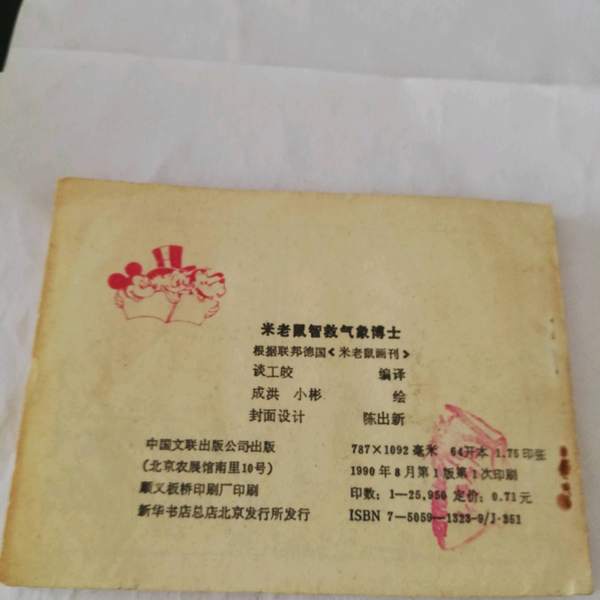 米老鼠智救气象博士
根据联邦德国《米老鼠画刊》
谈工皎 编译
成洪 小彬 绘
封面设计 陈出新
中国文联出版公司出版
(北京农展馆南里10号)
顺义板桥印刷厂印刷
新华书店总店北京发行所发行
787×1092毫米 64开本 1.75印张
1990年8月第1版第1次印刷
印数:1—25,950 定价:0.71元
ISBN 7—5059—1323-9/J·351